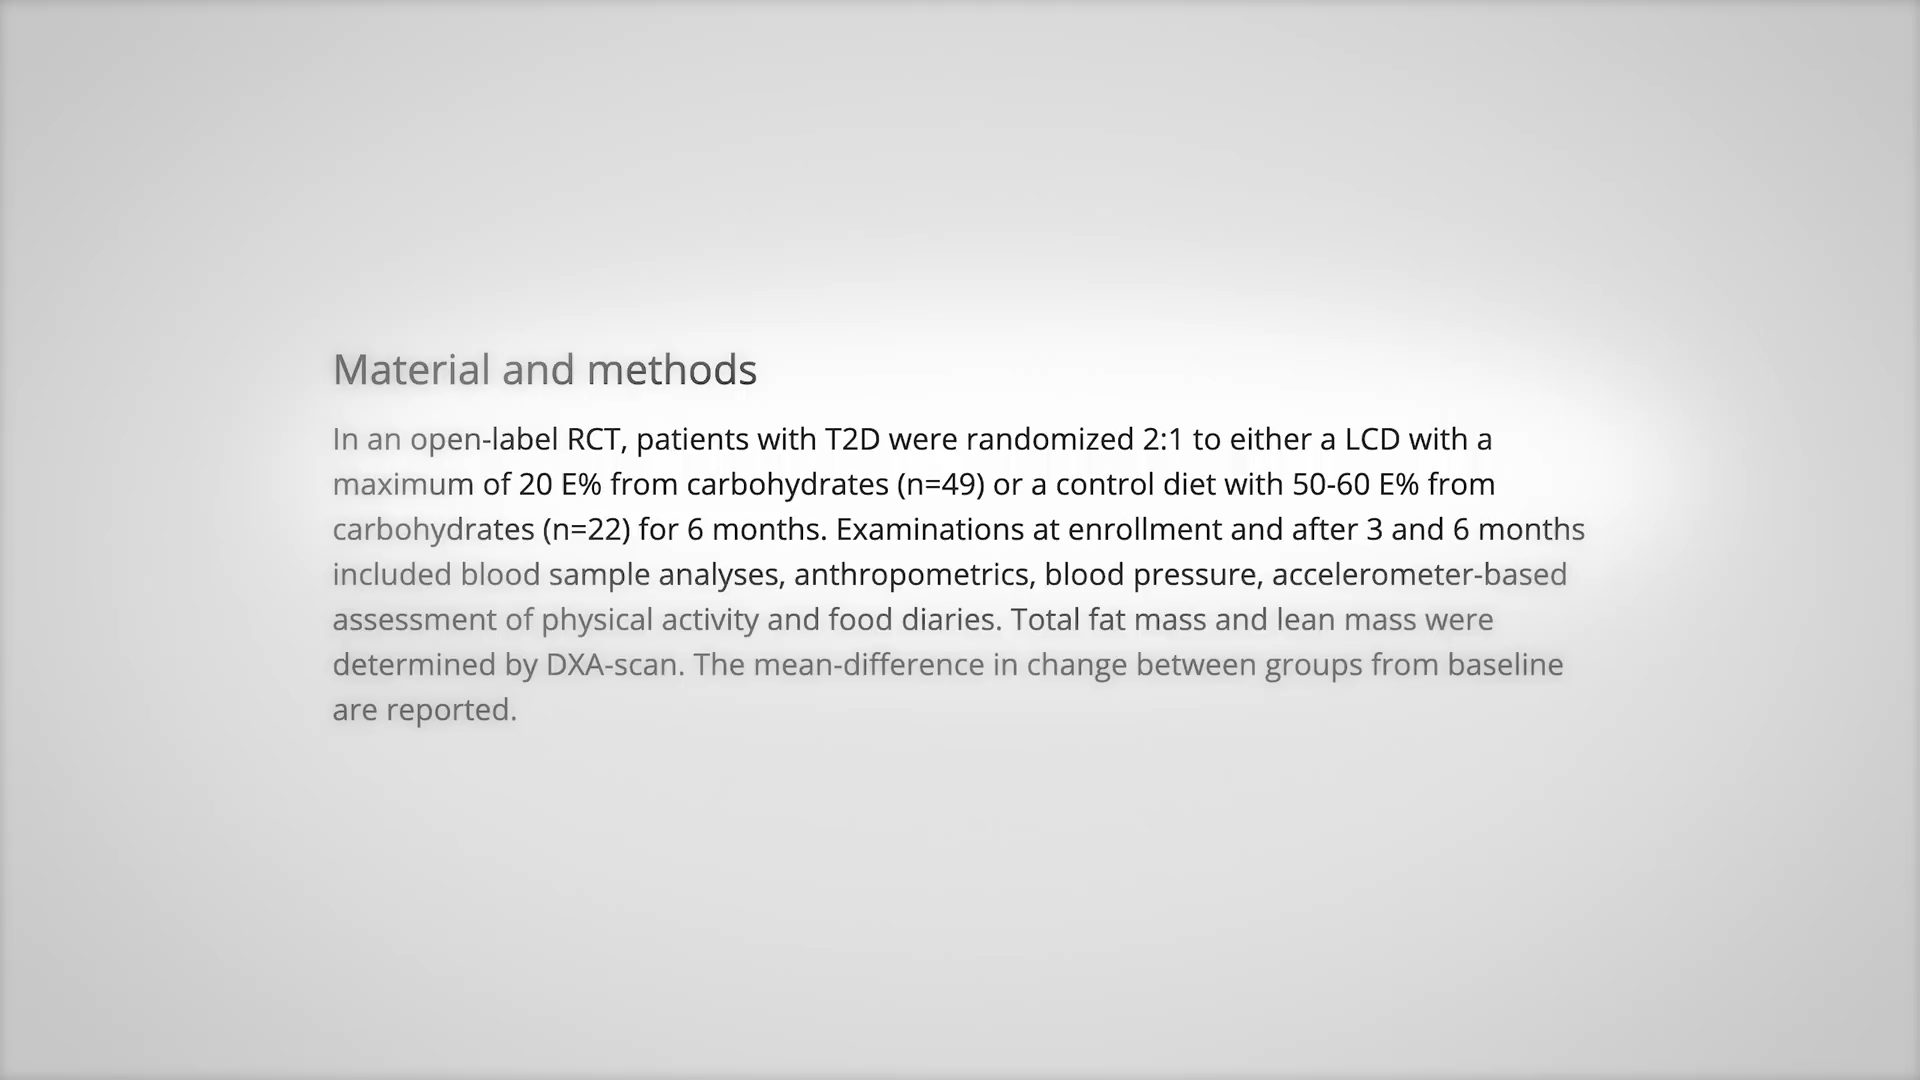 Material and methods
In an open-label RCT, patients with T2D were randomized 2:1 to either a LCD with a
maximum of 20 E% from carbohydrates (n=49) or a control diet with 50-60 E% from
carbohydrates (n=22) for 6 months. Examinations at enrollment and after 3 and 6 months
included blood sample analyses, anthropometrics, blood pressure, accelerometer-based
assessment of physical activity and food diaries. Total fat mass and lean mass were
determined by DXA-scan. The mean-difference in change between groups from baseline
are reported.